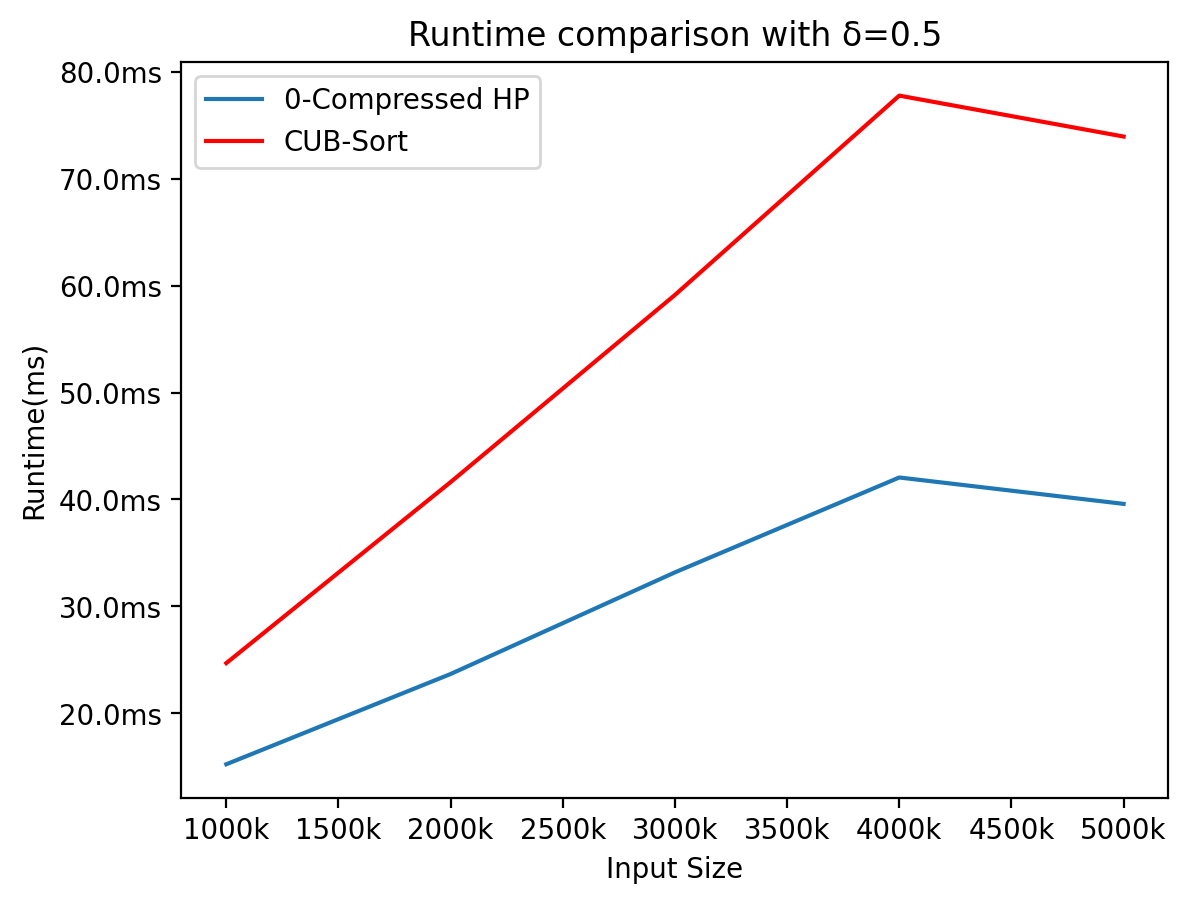 Runtime comparison with δ=0.5
0-Compressed HP
CUB-Sort
80.0ms
70.0ms
60.0ms
50.0ms
40.0ms
30.0ms
20.0ms
Runtime(ms)
1000k 1500k 2000k 2500k 3000k 3500k 4000k 4500k 5000k
Input Size